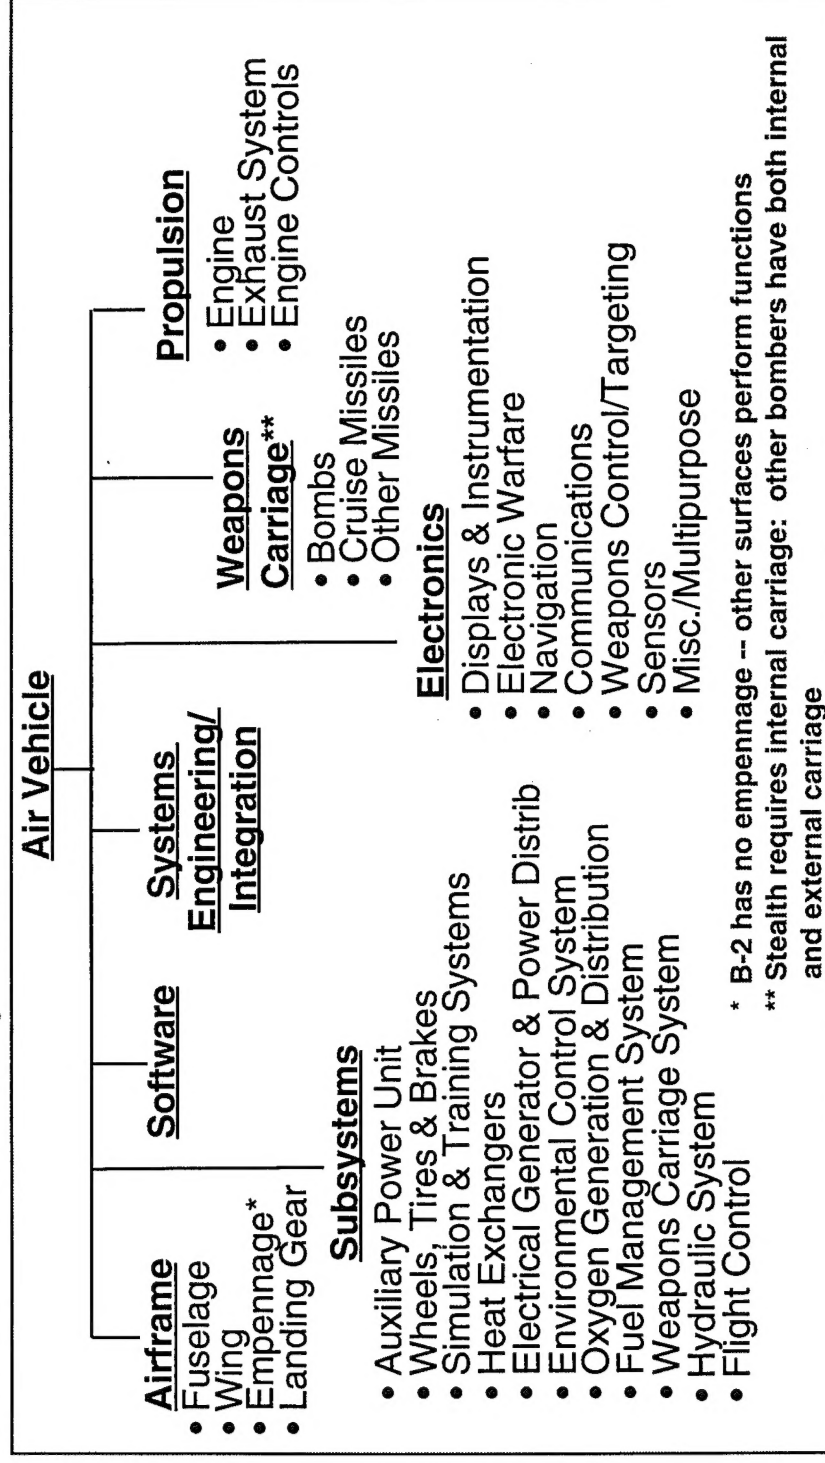 Air Vehicle
Airframe
• Fuselage
• Wing
• Empennage*
• Landing Gear
Subsystems
• Auxiliary Power Unit
• Wheels, Tires & Brakes
• Simulation & Training Systems
• Heat Exchangers
• Electrical Generator & Power Distrib
• Environmental Control System
• Oxygen Generation & Distribution
• Fuel Management System
• Weapons Carriage System
• Hydraulic System
• Flight Control
Software
Systems
Engineering/
Integration
Electronics
• Displays & Instrumentation
• Electronic Warfare
• Navigation
• Communications
• Weapons Control/Targeting
• Sensors
• Misc./Multipurpose
Weapons
Carriage**
• Bombs
• Cruise Missiles
• Other Missiles
Propulsion
• Engine
• Exhaust System
• Engine Controls
* B-2 has no empennage -- other surfaces perform functions
** Stealth requires internal carriage: other bombers have both internal
and external carriage